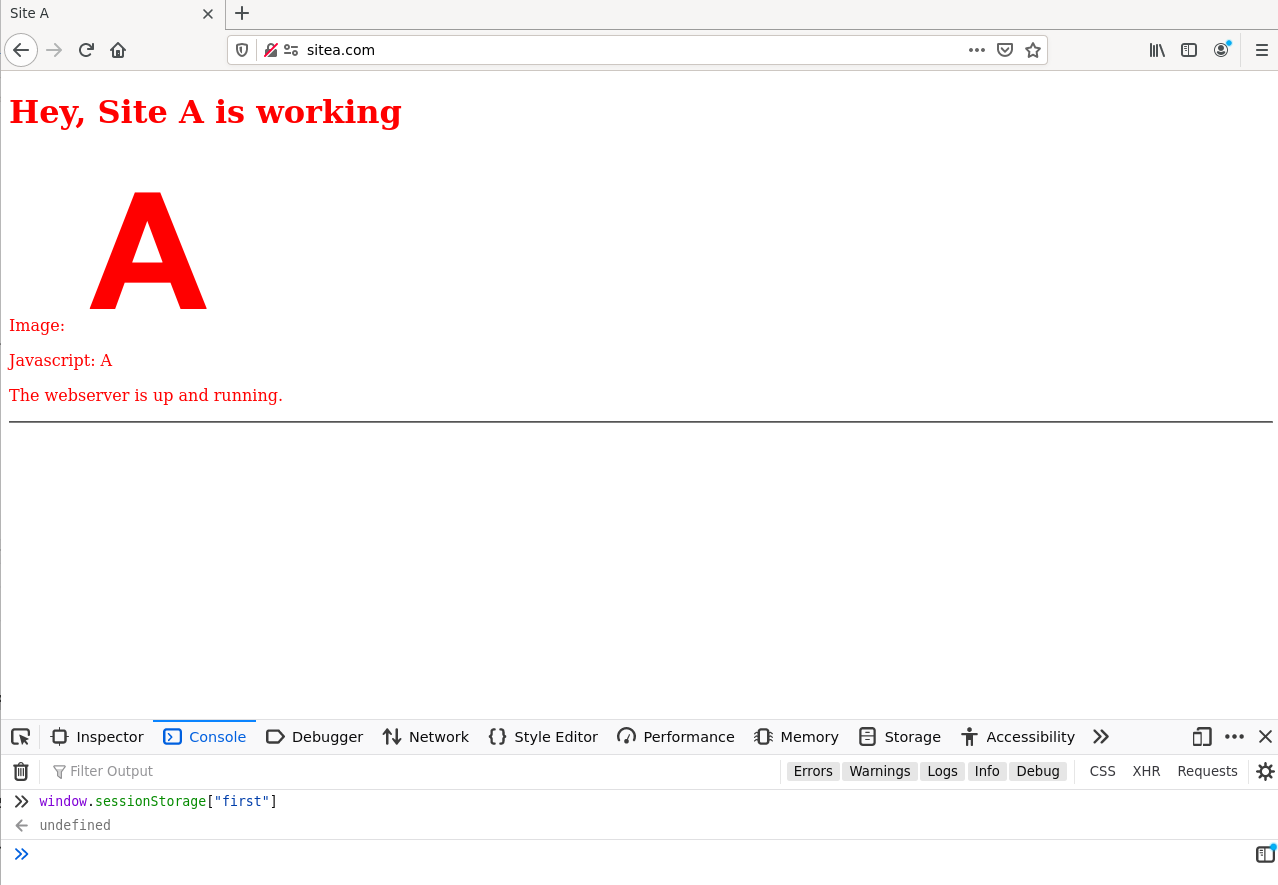 Site A
sitea.com
Hey, Site A is working
A
Image:
Javascript: A
The webserver is up and running.
Inspector Console Debugger Network Style Editor Performance Memory Storage Accessibility
Filter Output Errors Warnings Logs Info Debug CSS XHR Requests
window.sessionStorage["first"]
undefined